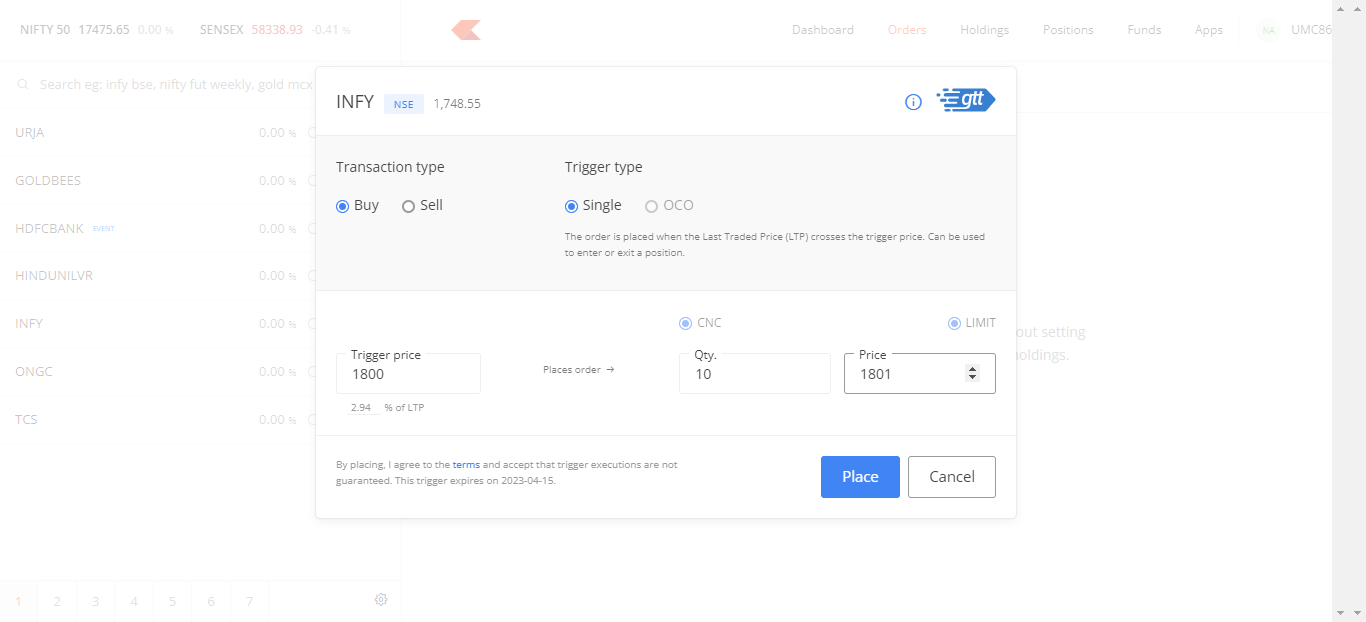 NIFTY 50 17475.65 0.00 % SENSEX 58338.93 -0.41 %
Dashboard Orders Holdings Positions Funds Apps NA UMC86
Search eg: infy bse, nifty fut weekly, gold mcx
URJA 0.00 %
GOLDBEES 0.00 %
HDFCBANK EVENT 0.00 %
HINDUNILVR 0.00 %
INFY 0.00 %
ONGC 0.00 %
TCS 0.00 %
1 2 3 4 5 6 7
INFY NSE 1,748.55 gtt
Transaction type
Buy Sell
Trigger type
Single OCO
The order is placed when the Last Traded Price (LTP) crosses the trigger price. Can be used
to enter or exit a position.
CNC LIMIT
Trigger price
1800
2.94 % of LTP
Places order →
Qty.
10
Price
1801
By placing, I agree to the terms and accept that trigger executions are not
guaranteed. This trigger expires on 2023-04-15.
Place Cancel
out setting
holdings.